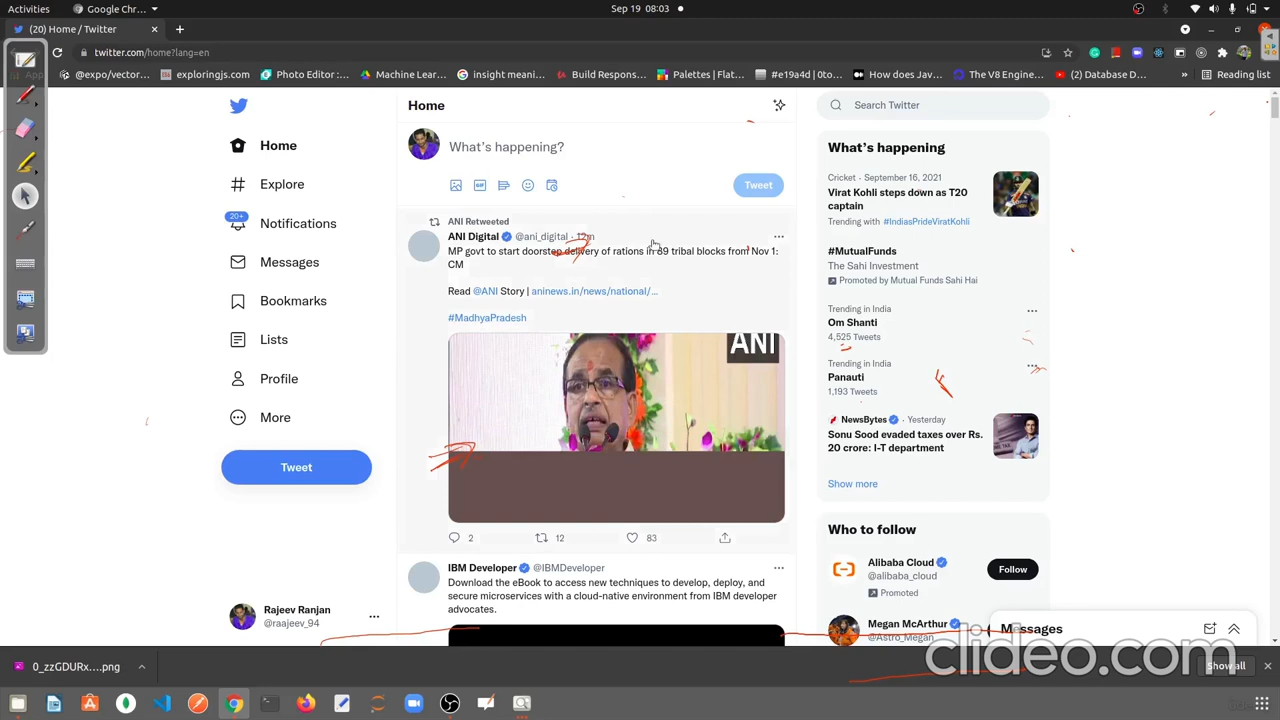 Activities
Google Chr...
Sep 19 08:03
(20) Home / Twitter
twitter.com/home?lang=en
@expo/vector...
exploringjs.com
Photo Editor :...
Machine Lear...
insight meani...
Build Respons...
Palettes | Flat...
#e19a4d | 0to...
How does Jav...
The V8 Engine...
(2) Database D...
»
Reading list
Home
Search Twitter
What's happening?
Tweet
Home
Explore
20+
Notifications
Messages
Bookmarks
Lists
Profile
More
Tweet
Rajeev Ranjan
@raajeev_94
ANI Retweeted
ANI Digital @ani_digital · 12m
MP govt to start doorstep delivery of rations in 89 tribal blocks from Nov 1:
CM
Read @ANI Story | aninews.in/news/national/...
#MadhyaPradesh
ANI
2
12
83
IBM Developer @IBMDeveloper
Download the eBook to access new techniques to develop, deploy, and
secure microservices with a cloud-native environment from IBM developer
advocates.
What's happening
Cricket · September 16, 2021
Virat Kohli steps down as T20
captain
Trending with #IndiasPrideViratKohli
#MutualFunds
The Sahi Investment
Promoted by Mutual Funds Sahi Hai
Trending in India
Om Shanti
4,525 Tweets
Trending in India
Panauti
1,193 Tweets
NewsBytes · Yesterday
Sonu Sood evaded taxes over Rs.
20 crore: I-T department
Show more
Who to follow
Alibaba Cloud
@alibaba_cloud
Follow
Promoted
Megan McArthur
@Astro_Megan
Messages
clideo.com
0_zzGDURx....png
Show all